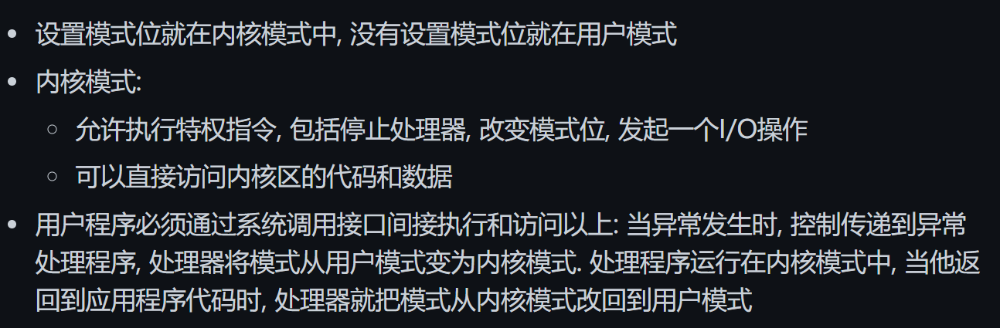 设置模式位就在内核模式中, 没有设置模式位就在用户模式
内核模式:
允许执行特权指令, 包括停止处理器, 改变模式位, 发起一个I/O操作
可以直接访问内核区的代码和数据
用户程序必须通过系统调用接口间接执行和访问以上: 当异常发生时, 控制传递到异常
处理程序, 处理器将模式从用户模式变为内核模式. 处理程序运行在内核模式中, 当他返
回到应用程序代码时, 处理器就把模式从内核模式改回到用户模式